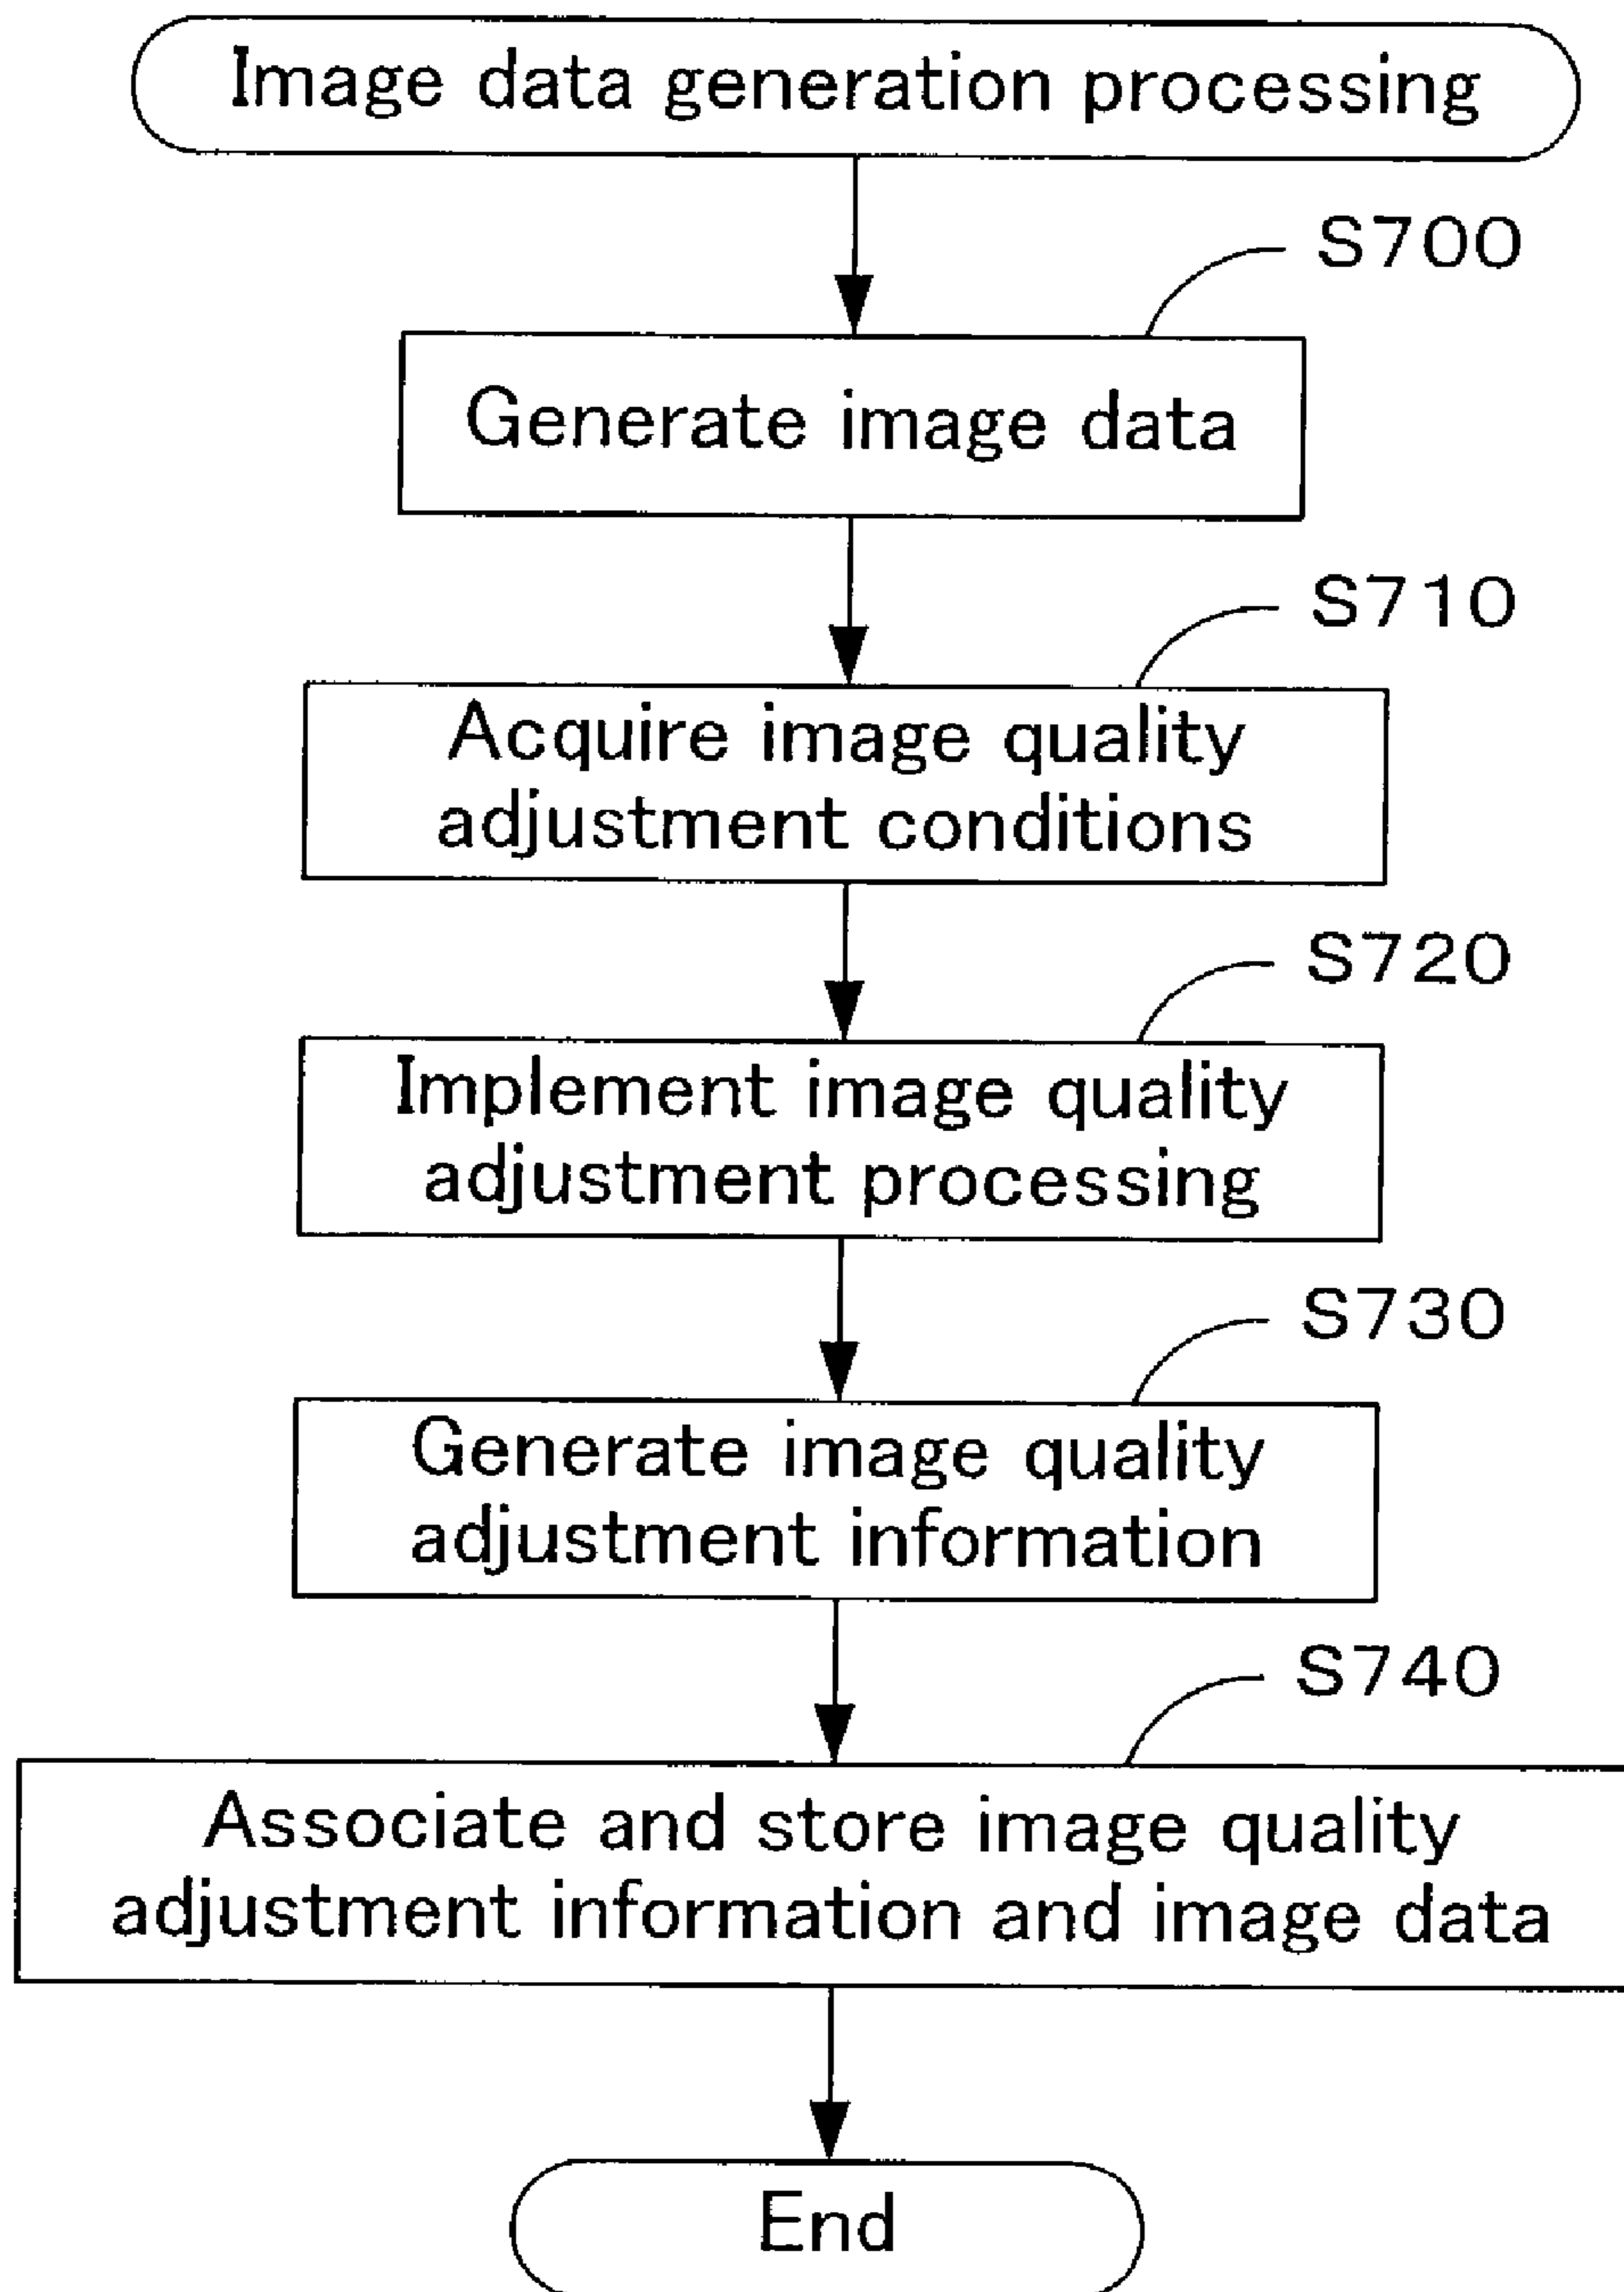 Image data generation processing
S700
Generate image data
S710
Acquire image quality
adjustment conditions
S720
Implement image quality
adjustment processing
S730
Generate image quality
adjustment information
S740
Associate and store image quality
adjustment information and image data
End